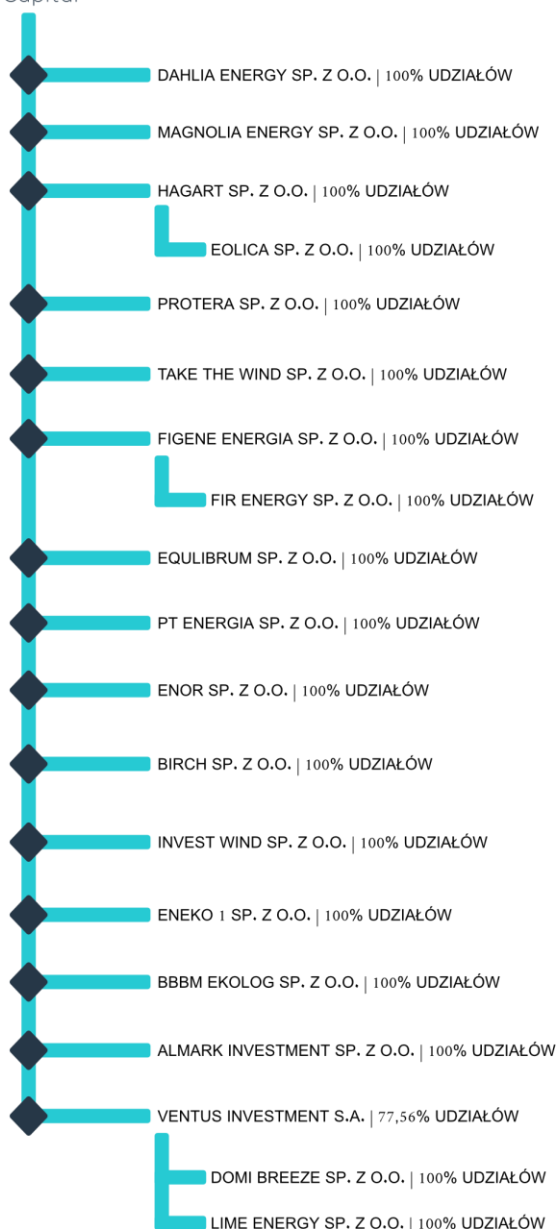 Capital
DAHLIA ENERGY SP. Z O.O. | 100% UDZIAŁÓW
MAGNOLIA ENERGY SP. Z O.O. | 100% UDZIAŁÓW
HAGART SP. Z O.O. | 100% UDZIAŁÓW
EOLICA SP. Z O.O. | 100% UDZIAŁÓW
PROTERA SP. Z O.O. | 100% UDZIAŁÓW
TAKE THE WIND SP. Z O.O. | 100% UDZIAŁÓW
FIGENE ENERGIA SP. Z O.O. | 100% UDZIAŁÓW
FIR ENERGY SP. Z O.O. | 100% UDZIAŁÓW
EQULIBRUM SP. Z O.O. | 100% UDZIAŁÓW
PT ENERGIA SP. Z O.O. | 100% UDZIAŁÓW
ENOR SP. Z O.O. | 100% UDZIAŁÓW
BIRCH SP. Z O.O. | 100% UDZIAŁÓW
INVEST WIND SP. Z O.O. | 100% UDZIAŁÓW
ENEKO 1 SP. Z O.O. | 100% UDZIAŁÓW
BBBM EKOLOG SP. Z O.O. | 100% UDZIAŁÓW
ALMARK INVESTMENT SP. Z O.O. | 100% UDZIAŁÓW
VENTUS INVESTMENT S.A. | 77,56% UDZIAŁÓW
DOMI BREEZE SP. Z O.O. | 100% UDZIAŁÓW
LIME ENERGY SP. Z O.O. | 100% UDZIAŁÓW